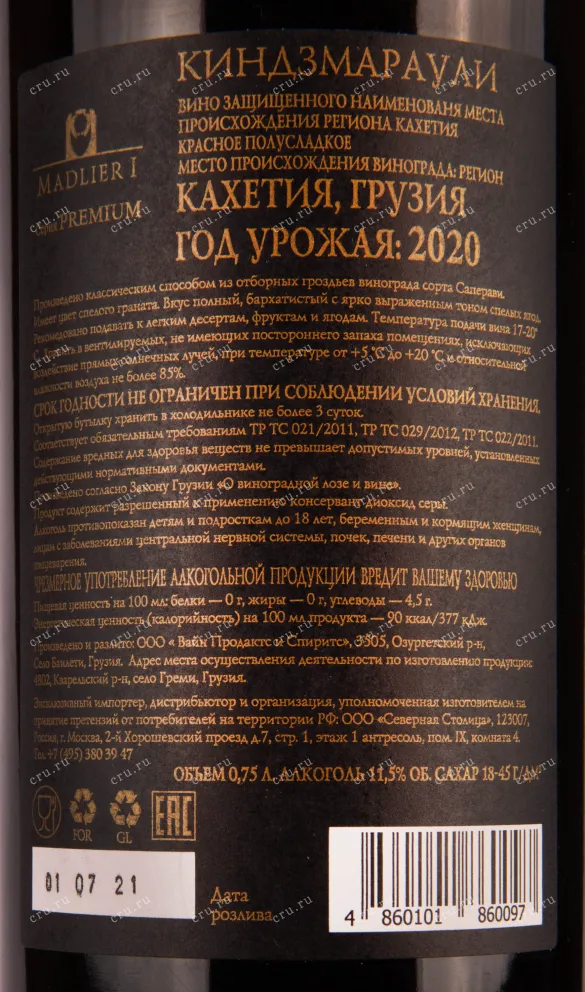 КИНДЗМАРАУЛИ
ВИНО ЗАЩИЩЕННОГО НАИМЕНОВАНЯ МЕСТА
ПРОИСХОЖДЕНИЯ РЕГИОНА КАХЕТИЯ
КРАСНОЕ ПОЛУСЛАДКОЕ
МЕСТО ПРОИСХОЖДЕНИЯ ВИНОГРАДА: РЕГИОН
КАХЕТИЯ, ГРУЗИЯ
ГОД УРОЖАЯ: 2020
MADLIERI
серия PREMIUM
Произведено классическим способом из отборных гроздьев винограда сорта Саперави.
Имеет цвет спелого граната. Вкус полный, бархатистый с ярко выраженным тоном спелых ягод.
Рекомендовано подавать к легким десертам, фруктам и ягодам. Температура подачи вина 17-20°
в вентилируемых, не имеющих постороннего запаха помещениях, исключающих
воздействие прямых солнечных лучей, при температуре от +5 °C до +20 °C и относительной
влажности воздуха не более 85%.
СРОК ГОДНОСТИ НЕ ОГРАНИЧЕН ПРИ СОБЛЮДЕНИИ УСЛОВИЙ ХРАНЕНИЯ.
Открытую бутылку хранить в холодильнике не более 3 суток.
Соответствует обязательным требованиям ТР ТС 021/2011, ТР ТС 029/2012, ТР ТС 022/2011.
Содержание вредных для здоровья веществ не превышает допустимых уровней, установленных
действующими нормативными документами.
Произведено согласно Закону Грузии «О виноградной лозе и вине».
Продукт содержит разрешенный к применению консервант диоксид серы.
Алкоголь противопоказан детям и подросткам до 18 лет, беременным и кормящим женщинам,
лицам с заболеваниями центральной нервной системы, почек, печени и других органов
пищеварения.
ЧРЕЗМЕРНОЕ УПОТРЕБЛЕНИЕ АЛКОГОЛЬНОЙ ПРОДУКЦИИ ВРЕДИТ ВАШЕМУ ЗДОРОВЬЮ
Пищевая ценность на 100 мл: белки — 0 г, жиры — 0 г, углеводы — 4,5 г.
Энергетическая ценность (калорийность) на 100 мл продукта — 90 ккал/377 кДж.
Произведено и разлито: ООО « Вайн Продактс и Спиритс», 3505, Озургетский р-н,
Село Бахлети, Грузия. Адрес места осуществления деятельности по изготовлению продукции:
4802, Кварельский р-н, село Греми, Грузия.
Эксклюзивный импортер, дистрибьютор и организация, уполномоченная изготовителем на
принятие претензий от потребителей на территории РФ: ООО «Северная Столица», 123007,
Россия, г. Москва, 2-й Хорошевский проезд д.7, стр. 1, этаж 1 антресоль, пом. IX, комната 4.
Тел. +7 (495) 380 39 47
ОБЪЕМ 0,75 Л. АЛКОГОЛЬ 11,5% ОБ. САХАР 18-45 Г/ДМ³
FOR
GL
EAC
01 07 21
Дата
розлива
4 860101 860097
cru.ru